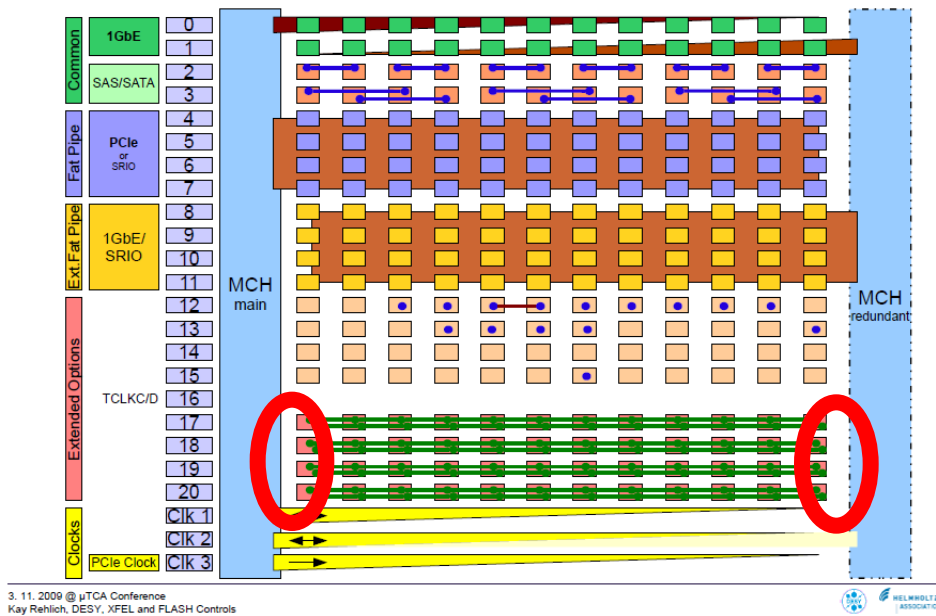 Common
1GbE
0
1
SAS/SATA
2
3
Fat Pipe
PCIe
or
SRIO
4
5
6
7
Ext.Fat Pipe
1GbE/
SRIO
8
9
10
11
MCH
main
MCH
redundant
Extended Options
12
13
14
15
TCLKC/D
16
17
18
19
20
Clocks
Clk 1
Clk 2
PCIe Clock
Clk 3
3. 11. 2009 @ µTCA Conference
Kay Rehlich, DESY, XFEL and FLASH Controls
DESY
HELMHOLTZ
ASSOCIATIO